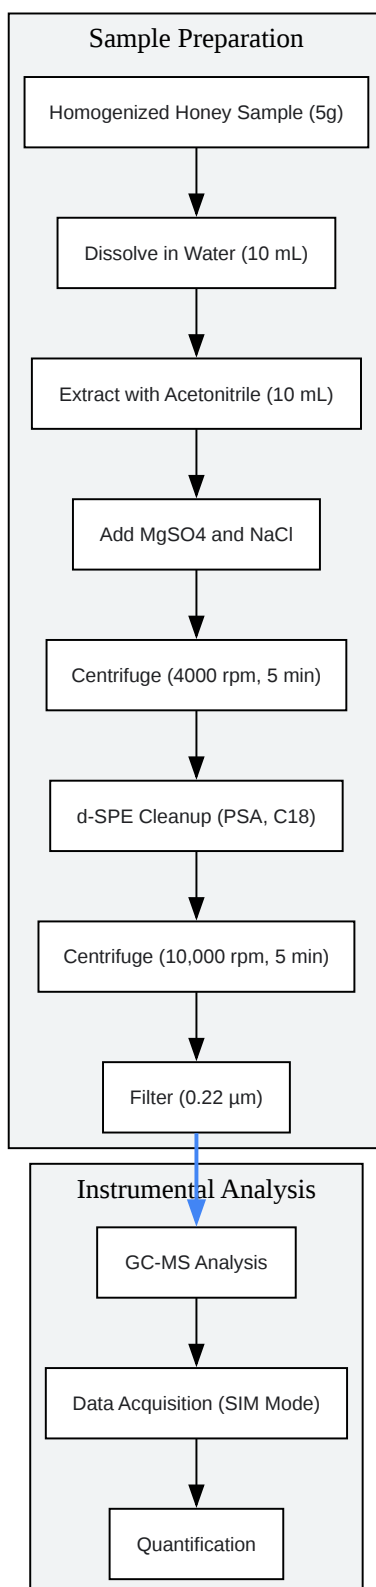 Sample Preparation
Homogenized Honey Sample (5g)
Dissolve in Water (10 mL)
Extract with Acetonitrile (10 mL)
Add MgSO4 and NaCl
Centrifuge (4000 rpm, 5 min)
d-SPE Cleanup (PSA, C18)
Centrifuge (10,000 rpm, 5 min)
Filter (0.22 µm)
Instrumental Analysis
GC-MS Analysis
Data Acquisition (SIM Mode)
Quantification